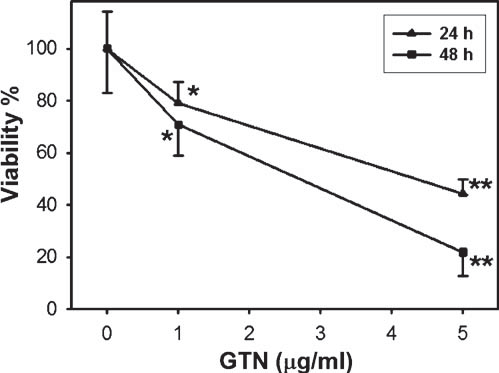 24 h
48 h
100
80
60
40
20
0
Viability %
*
*
**
**
0 1 2 3 4 5
GTN (μg/ml)